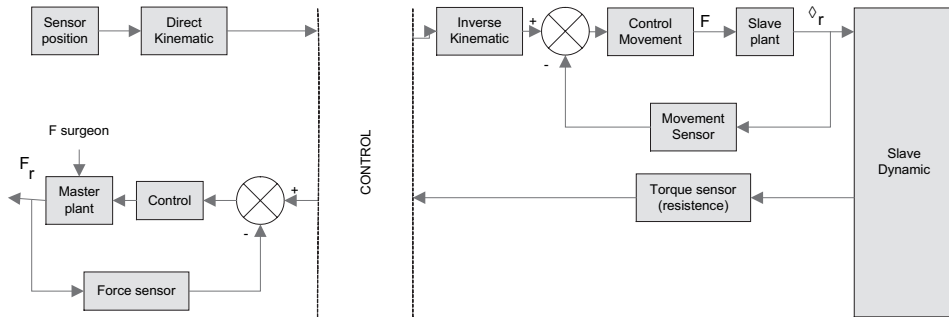 Sensor
position
Direct
Kinematic
Inverse
Kinematic
+
-
Control
Movement
F
Slave
plant
◊r
Movement
Sensor
Slave
Dynamic
CONTROL
F surgeon
Fr
Master
plant
Control
+
-
Force sensor
Torque sensor
(resistence)